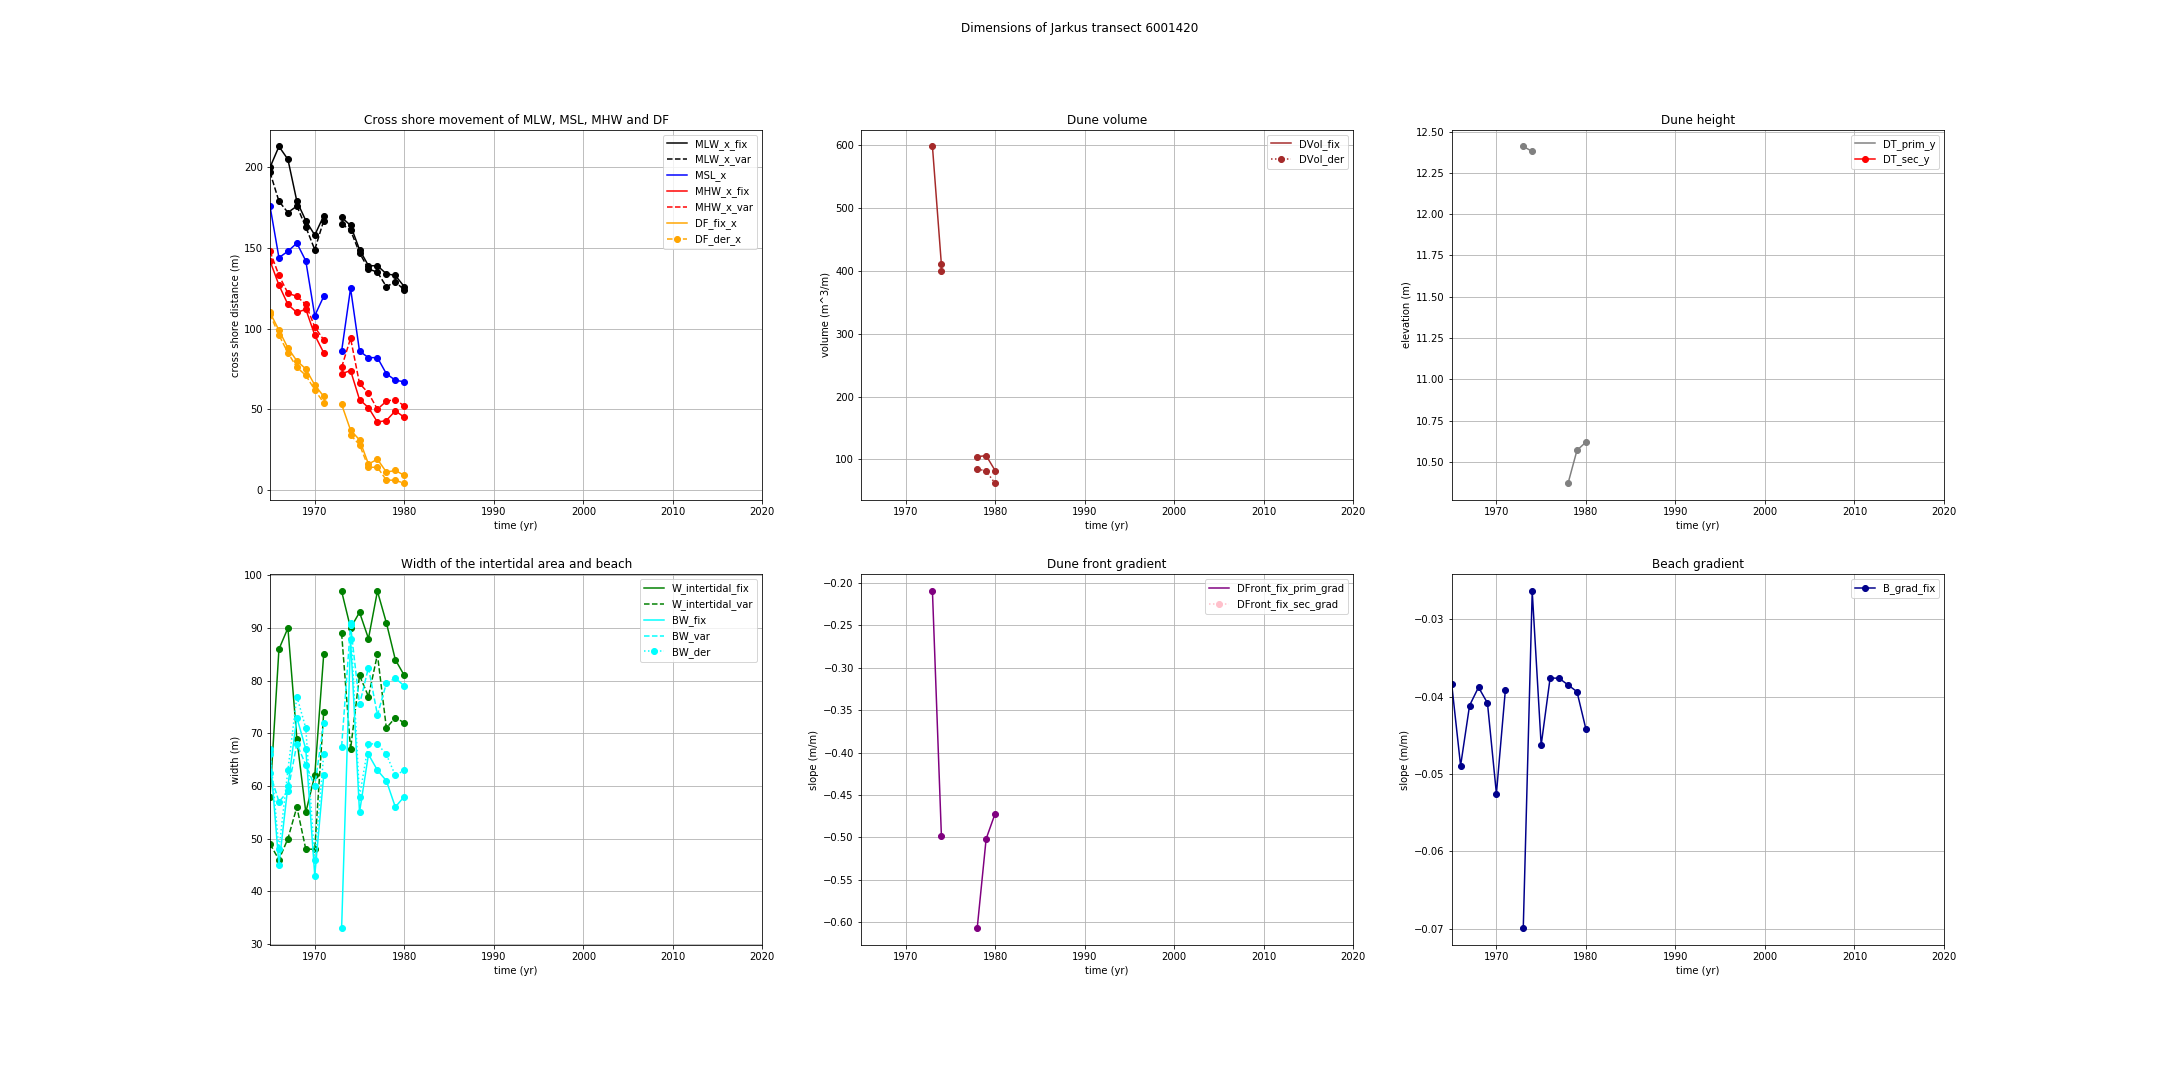 Dimensions of Jarkus transect 6001420
Cross shore movement of MLW, MSL, MHW and DF
cross shore distance (m)
200
150
100
50
0
MLW_x_fix
MLW_x_var
MSL_x
MHW_x_fix
MHW_x_var
DF_fix_x
DF_der_x
1970 1980 1990 2000 2010 2020
time (yr)
Dune volume
volume (m^3/m)
600
500
400
300
200
100
DVol_fix
DVol_der
1970 1980 1990 2000 2010 2020
time (yr)
Dune height
elevation (m)
12.50
12.25
12.00
11.75
11.50
11.25
11.00
10.75
10.50
DT_prim_y
DT_sec_y
1970 1980 1990 2000 2010 2020
time (yr)
Width of the intertidal area and beach
width (m)
100
90
80
70
60
50
40
30
W_intertidal_fix
W_intertidal_var
BW_fix
BW_var
BW_der
1970 1980 1990 2000 2010 2020
time (yr)
Dune front gradient
slope (m/m)
−0.20
−0.25
−0.30
−0.35
−0.40
−0.45
−0.50
−0.55
−0.60
DFront_fix_prim_grad
DFront_fix_sec_grad
1970 1980 1990 2000 2010 2020
time (yr)
Beach gradient
slope (m/m)
−0.03
−0.04
−0.05
−0.06
−0.07
B_grad_fix
1970 1980 1990 2000 2010 2020
time (yr)